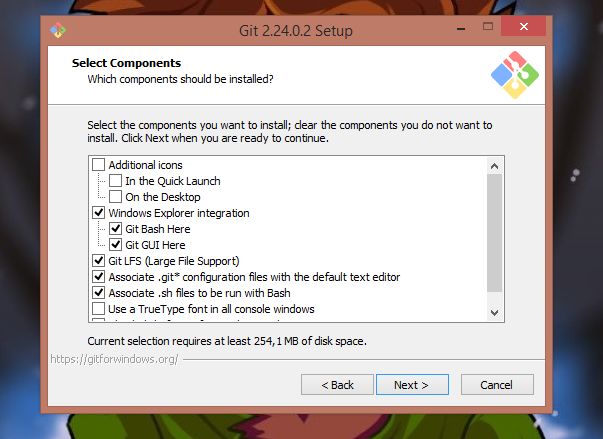 Git 2.24.0.2 Setup
Select Components
Which components should be installed?
Select the components you want to install; clear the components you do not want to
install. Click Next when you are ready to continue.
Additional icons
In the Quick Launch
On the Desktop
Windows Explorer integration
Git Bash Here
Git GUI Here
Git LFS (Large File Support)
Associate .git* configuration files with the default text editor
Associate .sh files to be run with Bash
Use a TrueType font in all console windows
Current selection requires at least 254,1 MB of disk space.
https://gitforwindows.org/
< Back
Next >
Cancel